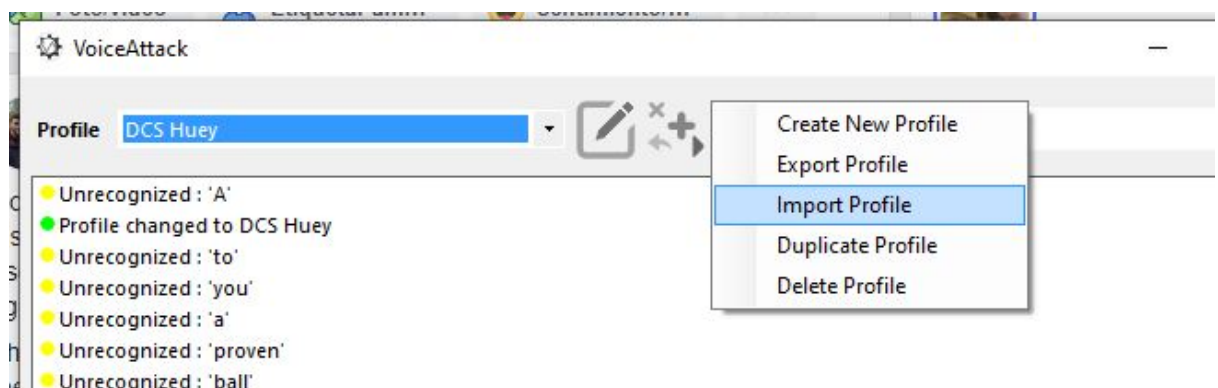 VoiceAttack
Profile DCS Huey
Create New Profile
Export Profile
Import Profile
Duplicate Profile
Delete Profile
Unrecognized : 'A'
Profile changed to DCS Huey
Unrecognized : 'to'
Unrecognized : 'you'
Unrecognized : 'a'
Unrecognized : 'proven'
Unrecognized : 'ball'